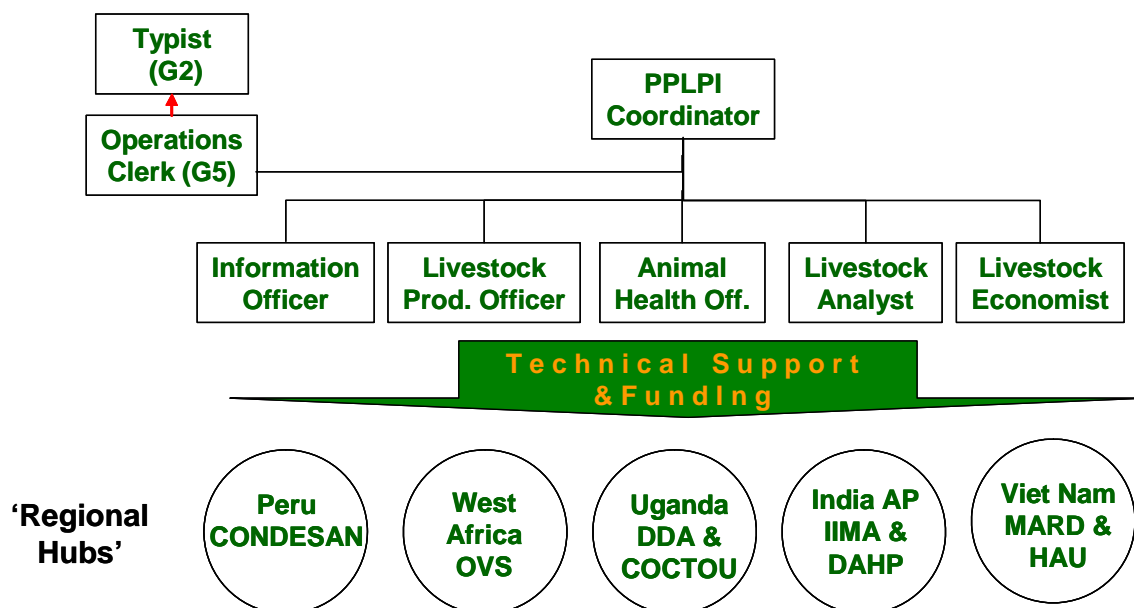 Typist
(G2)
Operations
Clerk (G5)
PPLPI
Coordinator
Information
Officer
Livestock
Prod. Officer
Animal
Health Off.
Livestock
Analyst
Livestock
Economist
Technical Support
&FundIng
‘Regional
Hubs’
Peru
CONDESAN
West
Africa
OVS
Uganda
DDA &
COCTOU
India AP
IIMA &
DAHP
Viet Nam
MARD &
HAU